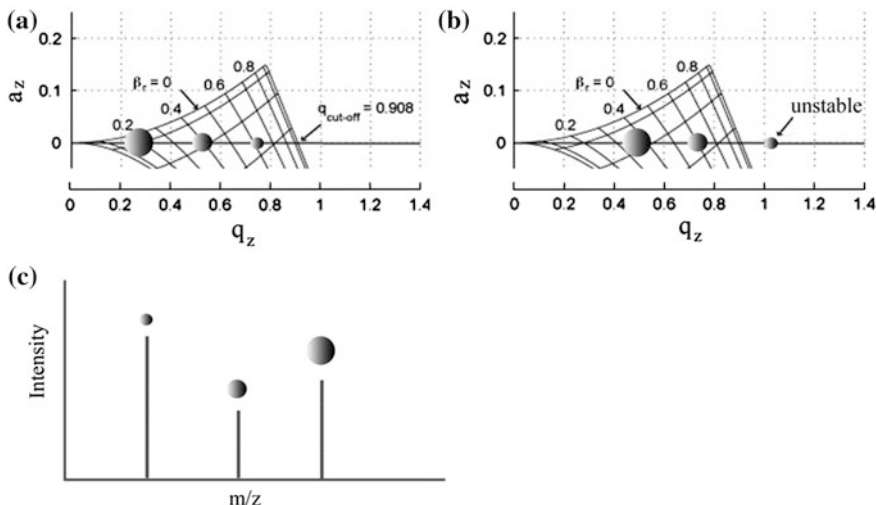 (a)
0.2
0.1
0
a_z
0.2
0.4
0.6
0.8
β_r = 0
q_cut-off = 0.908
0 0.2 0.4 0.6 0.8 1 1.2 1.4
q_z
(b)
0.2
0.1
0
a_z
0.2
0.4
0.6
0.8
β_r = 0
unstable
0 0.2 0.4 0.6 0.8 1 1.2 1.4
q_z
(c)
Intensity
m/z